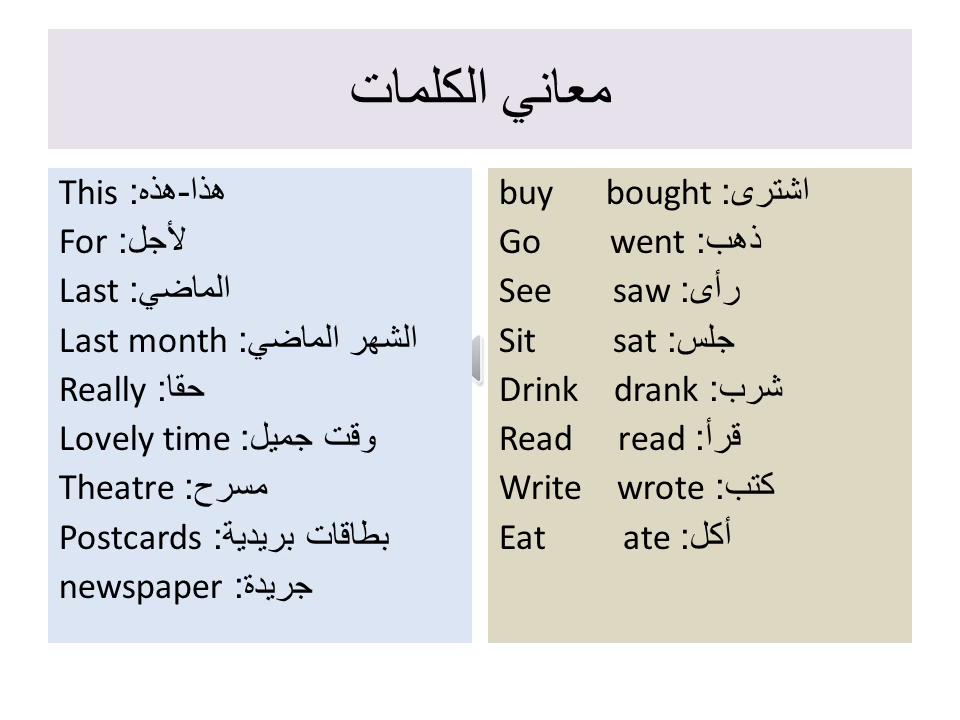 معاني الكلمات
This :هذا-هذه
For :لأجل
Last :الماضي
Last month :الشهر الماضي
Really :حقا
Lovely time :وقت جميل
Theatre :مسرح
Postcards :بطاقات بريدية
newspaper :جريدة
buy bought :اشترى
Go went :ذهب
See saw :رأى
Sit sat :جلس
Drink drank :شرب
Read read :قرأ
Write wrote :كتب
Eat ate :أكل